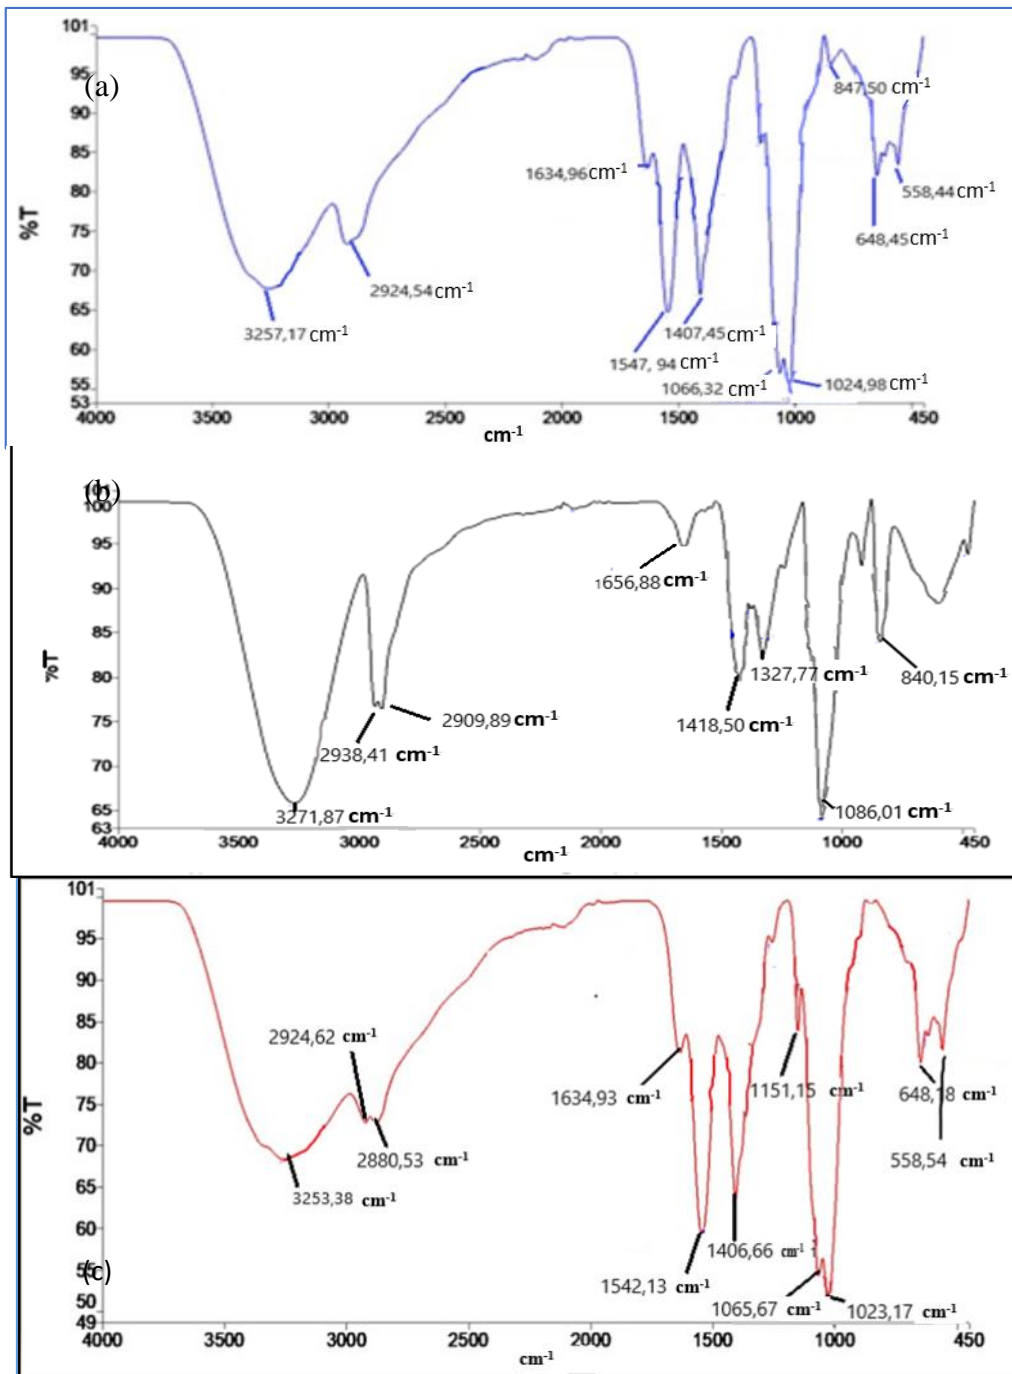 101
(a)
95
847,50 cm-1
90
85
1634,96cm-1
80
558,44 cm-1
%T
75
648,45cm-1
70
2924,54 cm-1
65
3257,17 cm-1
1407,45cm-1
60
1547, 94 cm-1
1066,32 cm-1
1024,98 cm-1
55
53
4000 3500 3000 2500 2000 1500 1000 450
cm-1
(b)
101
100
95
1656,88 cm-1
90
85
%T
80
1327,77 cm-1
840,15 cm-1
75
2909,89 cm-1
1418,50 cm-1
2938,41 cm-1
70
65
3271,87 cm-1
1086,01 cm-1
63
4000 3500 3000 2500 2000 1500 1000 450
cm-1
101
95
90
85
2924,62 cm-1
80
1634,93 cm-1
1151,15 cm-1
648,18 cm-1
%T
75
70
2880,53 cm-1
558,54 cm-1
65
3253,38 cm-1
60
1406,66 cm-1
55
(c)
1542,13 cm-1
50
1065,67 cm-1
1023,17 cm-1
49
4000 3500 3000 2500 2000 1500 1000 450
cm-1